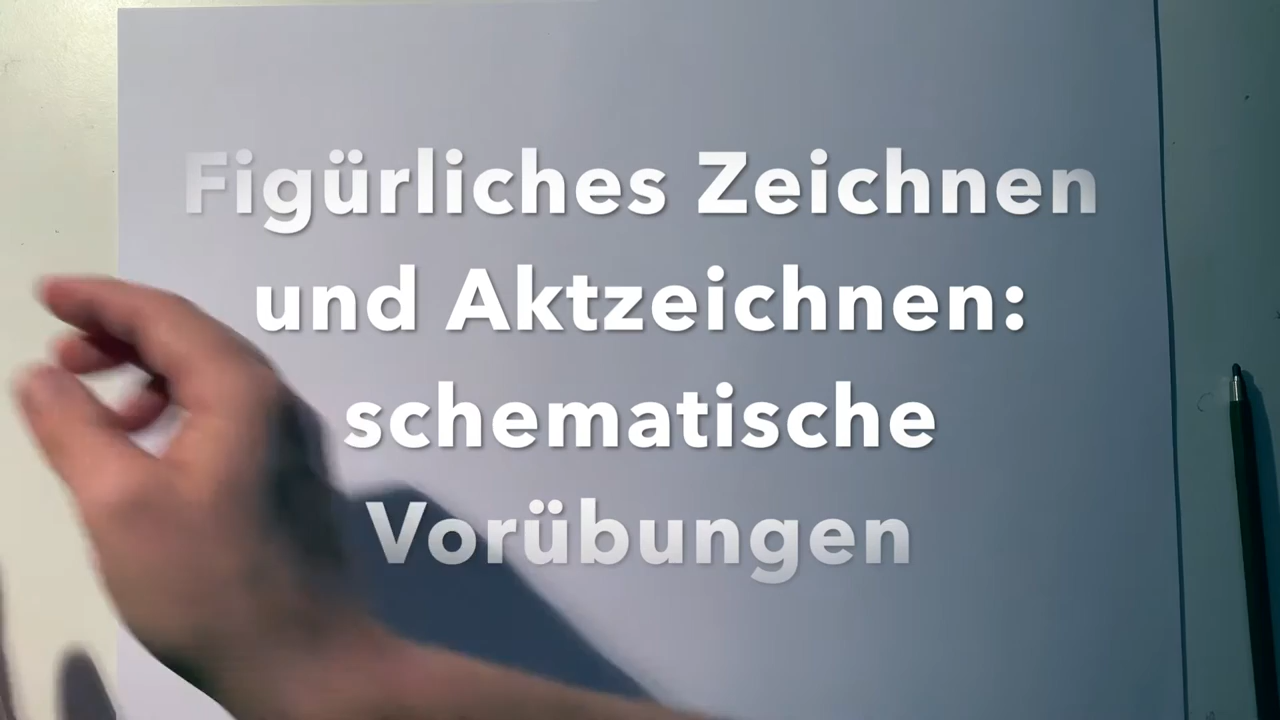 Figürliches Zeichnen
und Aktzeichnen:
schematische
Vorübungen